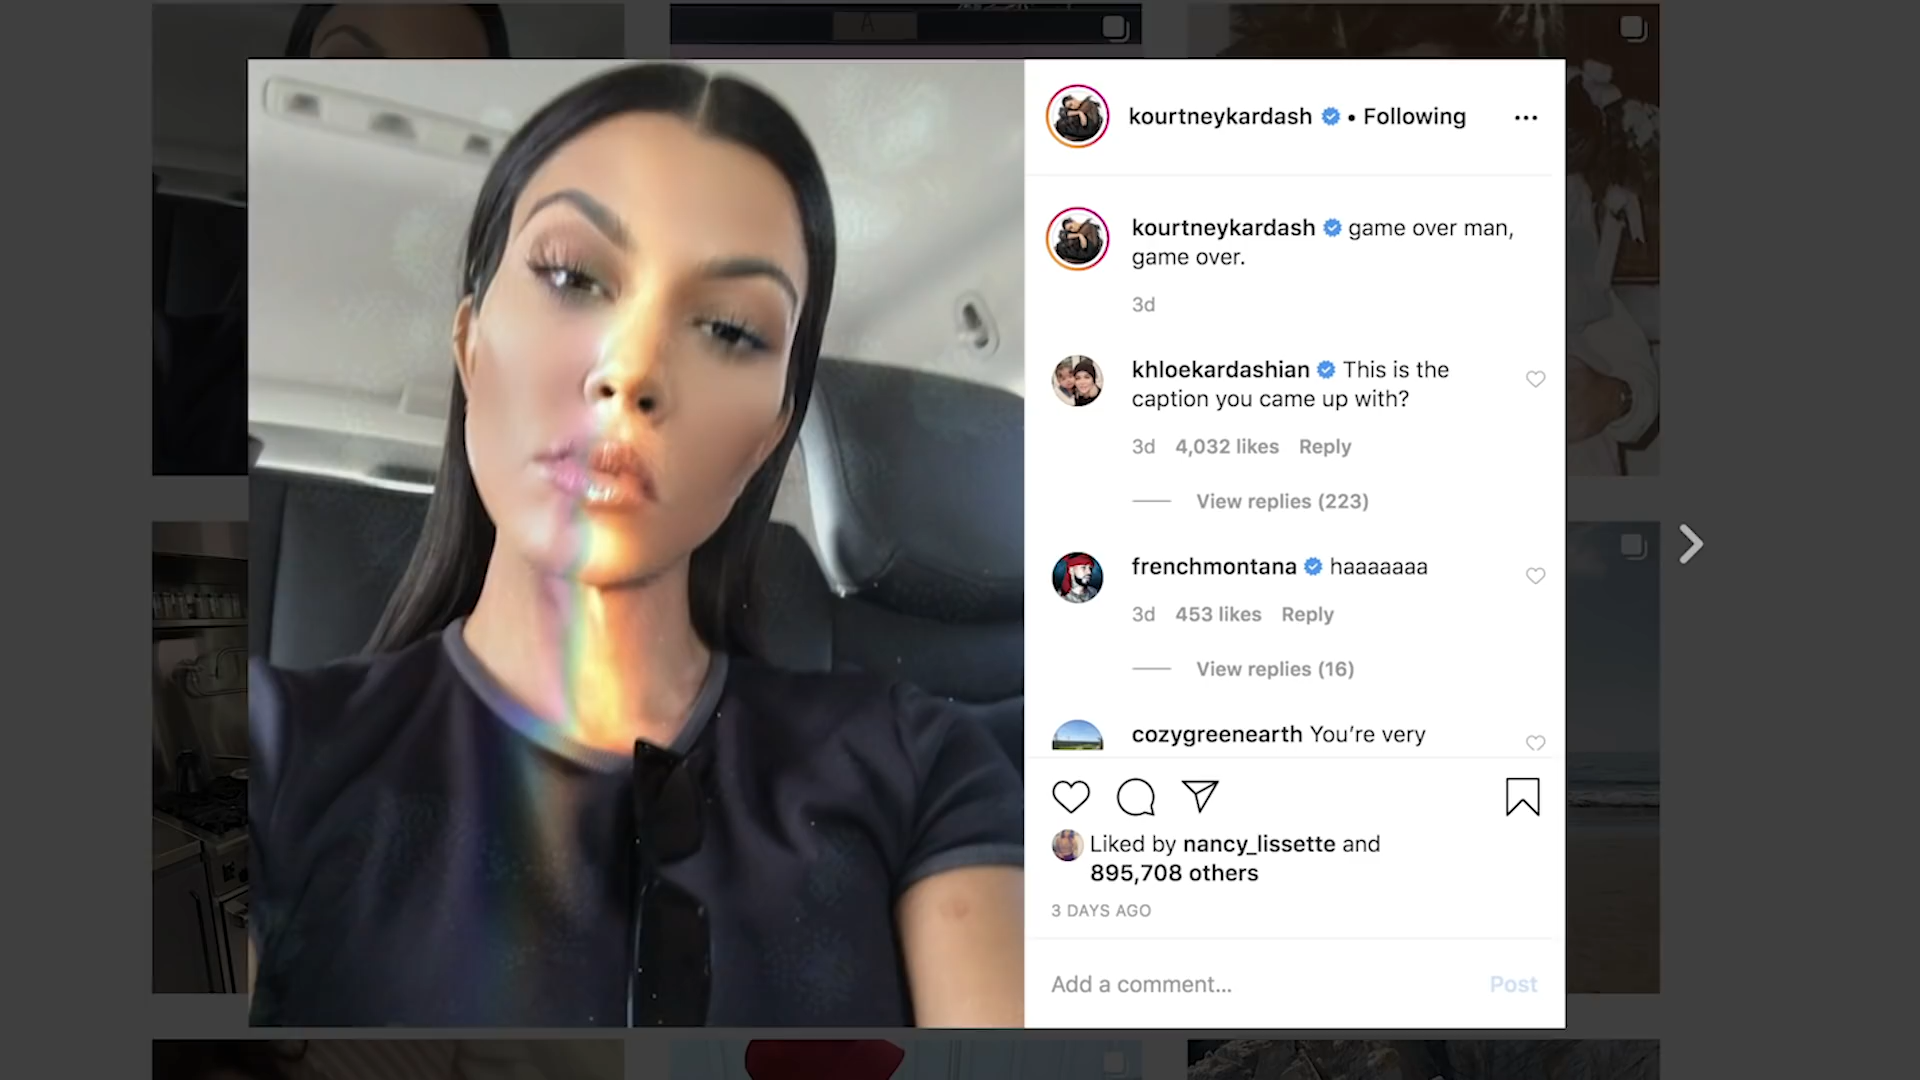 A
kourtneykardash • Following
kourtneykardash game over man,
game over.
3d
khloekardashian This is the
caption you came up with?
3d 4,032 likes Reply
View replies (223)
frenchmontana haaaaaaa
3d 453 likes Reply
View replies (16)
cozygreenearth You’re very
Liked by nancy_lissette and
895,708 others
3 DAYS AGO
Add a comment... Post